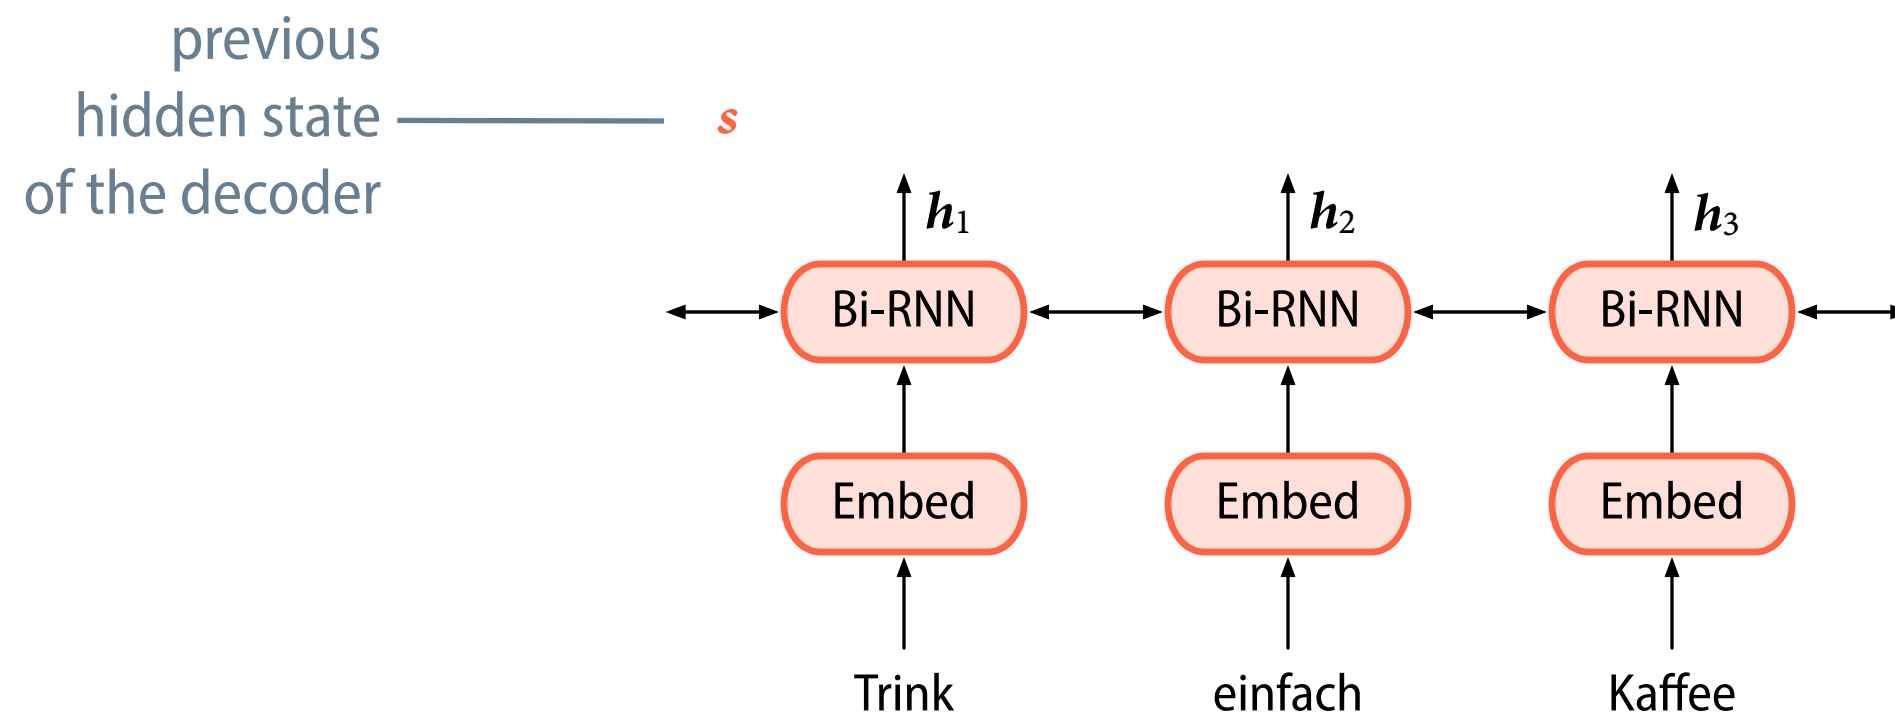 previous
hidden state
of the decoder
s
h1 h2 h3
Bi-RNN Bi-RNN Bi-RNN
Embed Embed Embed
Trink einfach Kaffee